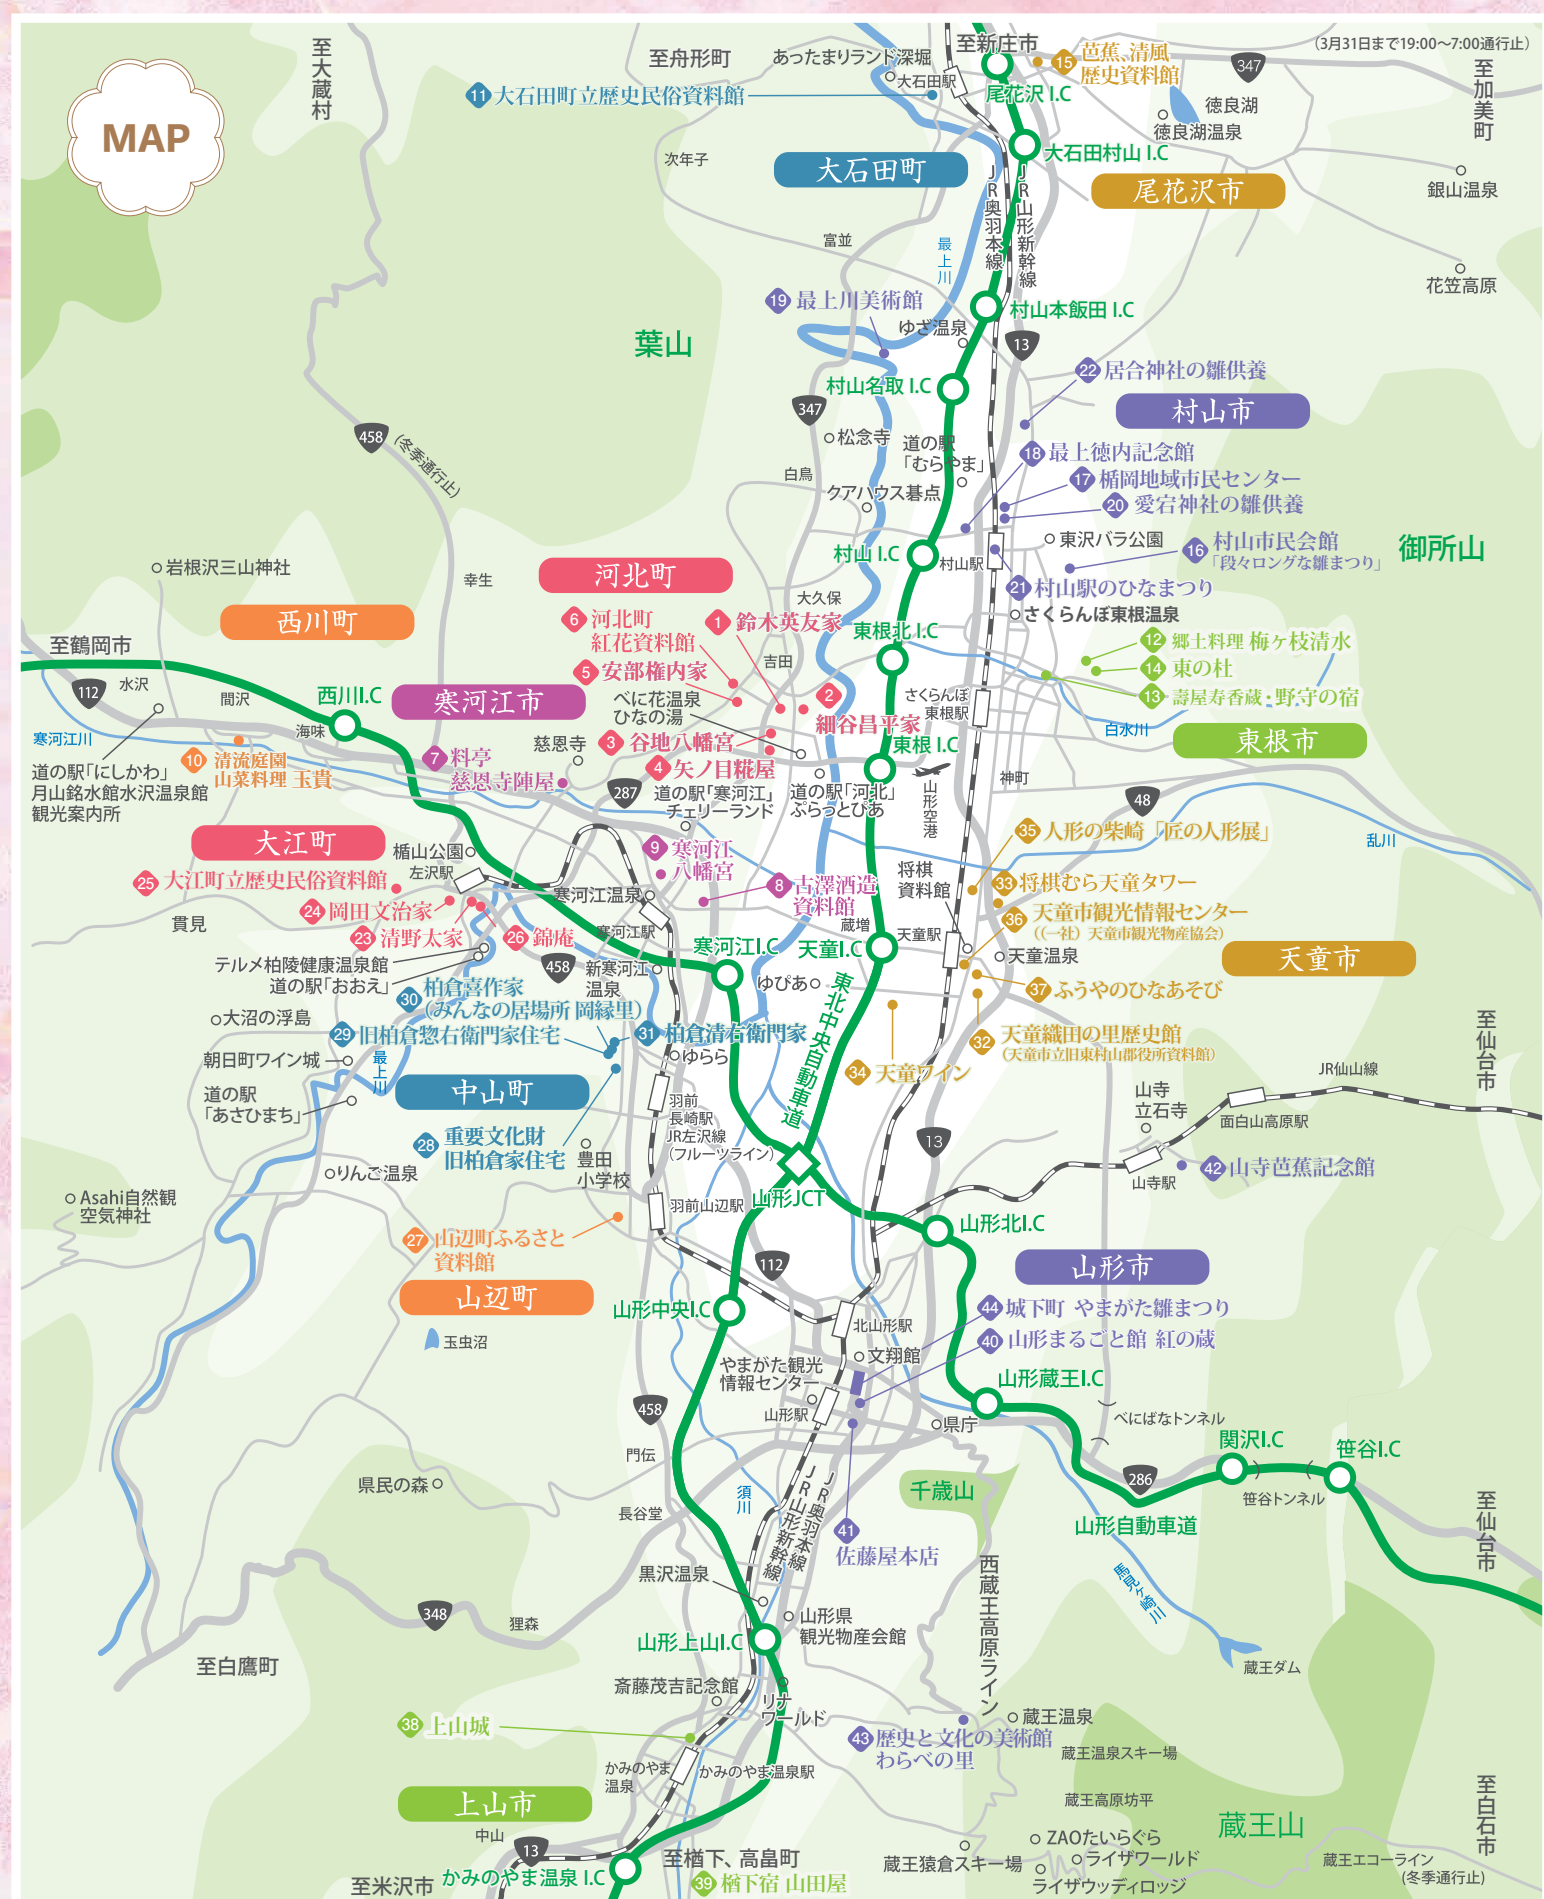 MAP
至大蔵村
至舟形町
あったまりランド深堀
大石田駅
至新庄市
尾花沢 I.C
15 芭蕉、清風
歴史資料館
347
(3月31日まで19:00〜7:00通行止)
至加美町
11 大石田町立歴史民俗資料館
徳良湖
徳良湖温泉
大石田村山 I.C
次年子
大石田町
尾花沢市
銀山温泉
JR奥羽本線
JR山形新幹線
富並
最上川
花笠高原
19 最上川美術館
村山本飯田 I.C
ゆざ温泉
葉山
13
22 居合神社の雛供養
村山名取 I.C
村山市
347
458
(冬季通行止)
松念寺
道の駅
「むらやま」
18 最上徳内記念館
白鳥
17 楯岡地域市民センター
クアハウス碁点
20 愛宕神社の雛供養
村山 I.C
村山駅
東沢バラ公園
16 村山市民会館
「段々ロングな雛まつり」
御所山
岩根沢三山神社
幸生
河北町
21 村山駅のひなまつり
西川町
大久保
さくらんぼ東根温泉
6 河北町
紅花資料館
1 鈴木英友家
東根北 I.C
12 郷土料理 梅ヶ枝清水
至鶴岡市
吉田
14 東の杜
5 安部権内家
13 壽屋寿香蔵・野守の宿
112
水沢
間沢
西川I.C
寒河江市
べに花温泉
ひなの湯
2
細谷昌平家
さくらんぼ
東根駅
白水川
東根市
寒河江川
海味
慈恩寺
3 谷地八幡宮
東根 I.C
10 清流庭園
山菜料理 玉貴
7 料亭
慈恩寺陣屋
4 矢ノ目糀屋
道の駅「にしかわ」
月山銘水館水沢温泉館
観光案内所
287
道の駅「寒河江」
チェリーランド
道の駅「河北」
ぷらっとぴあ
山形空港
神町
48
大江町
楯山公園
左沢駅
9 寒河江
八幡宮
35 人形の柴崎「匠の人形展」
乱川
25 大江町立歴史民俗資料館
8 古澤酒造
資料館
将棋
資料館
33 将棋むら天童タワー
24 岡田文治家
寒河江温泉
36 天童市観光情報センター
((一社) 天童市観光物産協会)
貫見
23 清野太家
26 錦庵
寒河江駅
蔵増
天童駅
寒河江I.C
天童I.C
天童温泉
天童市
テルメ柏陵健康温泉館
道の駅「おおえ」
458
新寒河江
温泉
ゆぴあ
37 ふうやのひなあそび
30 柏倉喜作家
(みんなの居場所 岡縁里)
東北中央自動車道
大沼の浮島
29 旧柏倉惣右衛門家住宅
31 柏倉清右衛門家
32 天童織田の里歴史館
(天童市立旧東村山郡役所資料館)
至仙台市
朝日町ワイン城
最上川
ゆらら
34 天童ワイン
JR仙山線
中山町
道の駅
「あさひまち」
羽前
長崎駅
山寺
立石寺
面白山高原駅
28 重要文化財
旧柏倉家住宅
JR左沢線
(フルーツライン)
13
豊田
小学校
りんご温泉
42 山寺芭蕉記念館
山寺駅
Asahi自然観
空気神社
羽前山辺駅
山形JCT
27 山辺町ふるさと
資料館
山形北I.C
112
山形市
山辺町
山形中央I.C
44 城下町 やまがた雛まつり
北山形駅
40 山形まるごと館 紅の蔵
玉虫沼
文翔館
やまがた観光
情報センター
山形蔵王I.C
458
山形駅
べにばなトンネル
県庁
門伝
関沢I.C
笹谷I.C
県民の森
須川
千歳山
286
笹谷トンネル
JR奥羽本線
JR山形新幹線
長谷堂
山形自動車道
至仙台市
41
佐藤屋本店
黒沢温泉
西蔵王高原ライン
馬見ヶ崎川
348
狸森
山形県
観光物産会館
至白鷹町
山形上山I.C
蔵王ダム
斎藤茂吉記念館
リナ
ワールド
38 上山城
蔵王温泉
43 歴史と文化の美術館
わらべの里
蔵王温泉スキー場
かみのやま
温泉
かみのやま温泉駅
蔵王高原坊平
至白石市
上山市
蔵王山
中山
13
至楢下、高畠町
ZAOたいらぐら
ライザワールド
蔵王猿倉スキー場
蔵王エコーライン
(冬季通行止)
至米沢市
かみのやま温泉 I.C
39 楢下宿 山田屋
ライザウッディロッジ